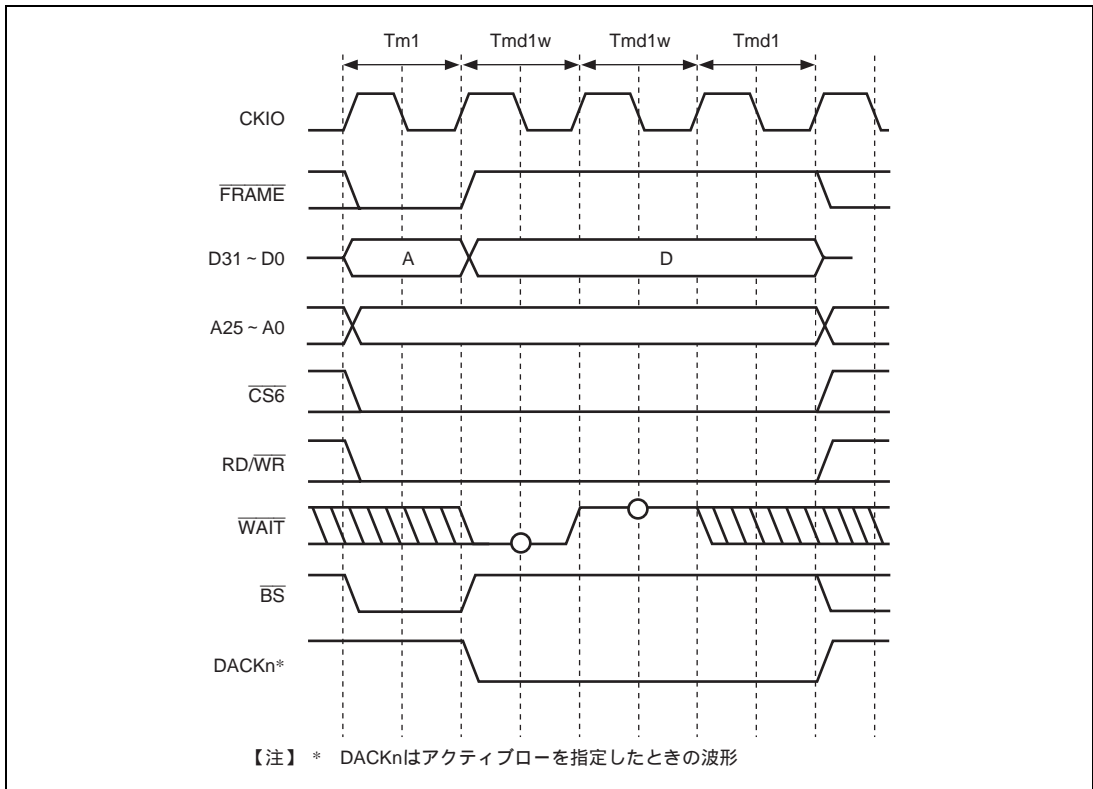 Tm1 Tmd1w Tmd1w Tmd1
CKIO
FRAME
D31 ~ D0 A D
A25 ~ A0
CS6
RD/WR
WAIT
BS
DACKn*
【注】 * DACKnはアクティブローを指定したときの波形